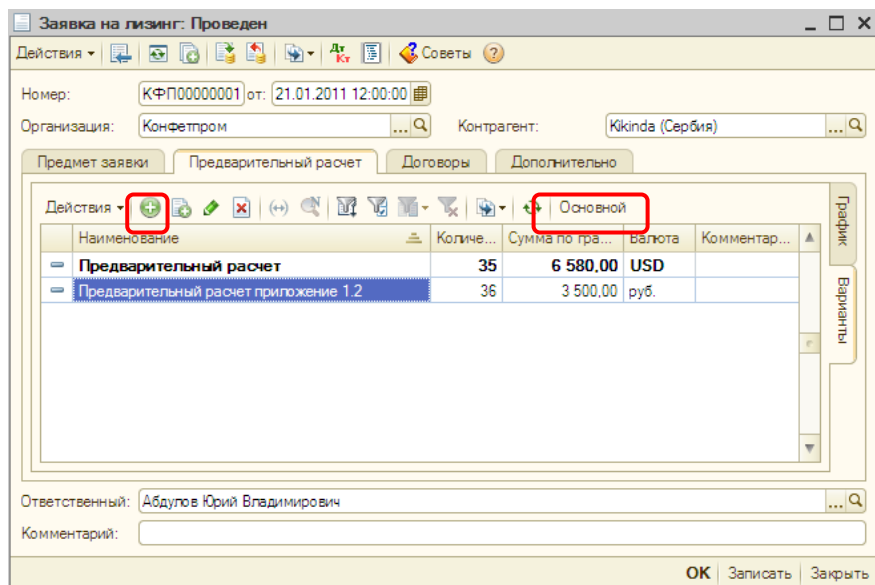 Заявка на лизинг: Проведен
Действия Дт Кт Советы ?
Номер: КФП00000001 от: 21.01.2011 12:00:00
Организация: Конфетпром ... Контрагент: Kikinda (Сербия) ...
Предмет заявки Предварительный расчет Договоры Дополнительно
Действия Основной
Наименование Количе... Сумма по гра... Валюта Комментар...
Предварительный расчет 35 6 580,00 USD
Предварительный расчет приложение 1.2 36 3 500,00 руб.
График
Варианты
Ответственный: Абдулов Юрий Владимирович ...
Комментарий:
OK Записать Закрыть